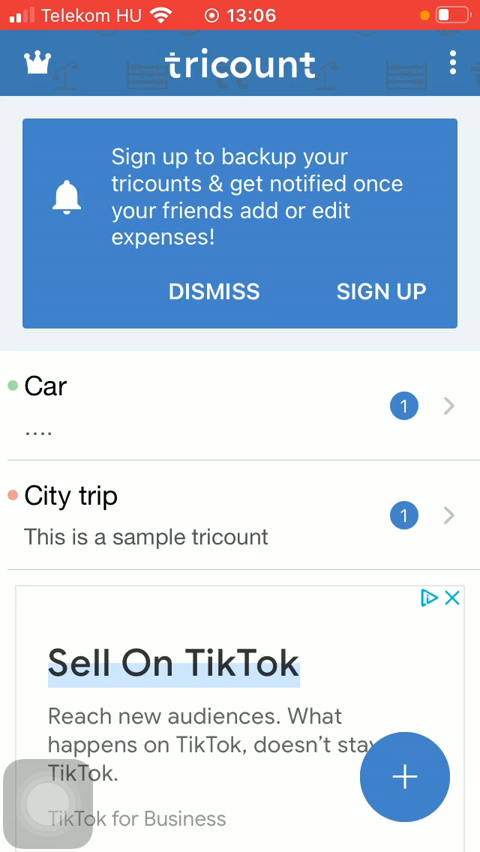 Telekom HU 13:06
tricount
Sign up to backup your
tricounts & get notified once
your friends add or edit
expenses!
DISMISS SIGN UP
Car
1
....
City trip
1
This is a sample tricount
Sell On TikTok
Reach new audiences. What
happens on TikTok, doesn't stay
TikTok.
TikTok for Business